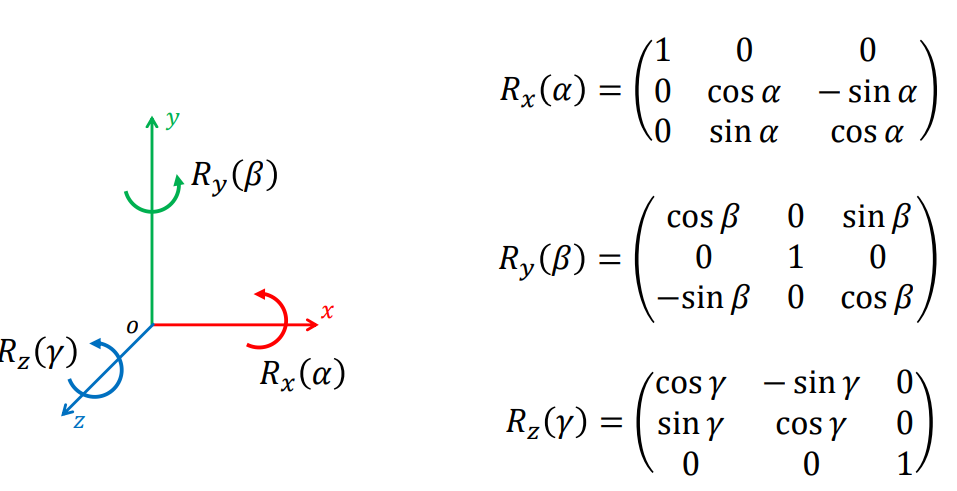 y
R_y(β)
o
x
R_z(γ)
R_x(α)
z
R_x(α) = (1 0 0
0 cos α − sin α
0 sin α cos α)
R_y(β) = (cos β 0 sin β
0 1 0
−sin β 0 cos β)
R_z(γ) = (cos γ − sin γ 0
sin γ cos γ 0
0 0 1)